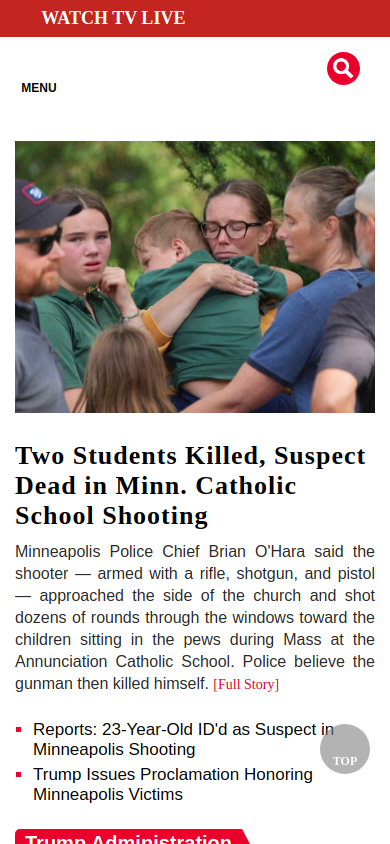 WATCH TV LIVE
MENU
Two Students Killed, Suspect
Dead in Minn. Catholic
School Shooting
Minneapolis Police Chief Brian O'Hara said the
shooter — armed with a rifle, shotgun, and pistol
— approached the side of the church and shot
dozens of rounds through the windows toward the
children sitting in the pews during Mass at the
Annunciation Catholic School. Police believe the
gunman then killed himself. [Full Story]
Reports: 23-Year-Old ID'd as Suspect in
Minneapolis Shooting
TOP
Trump Issues Proclamation Honoring
Minneapolis Victims
Trump Administration